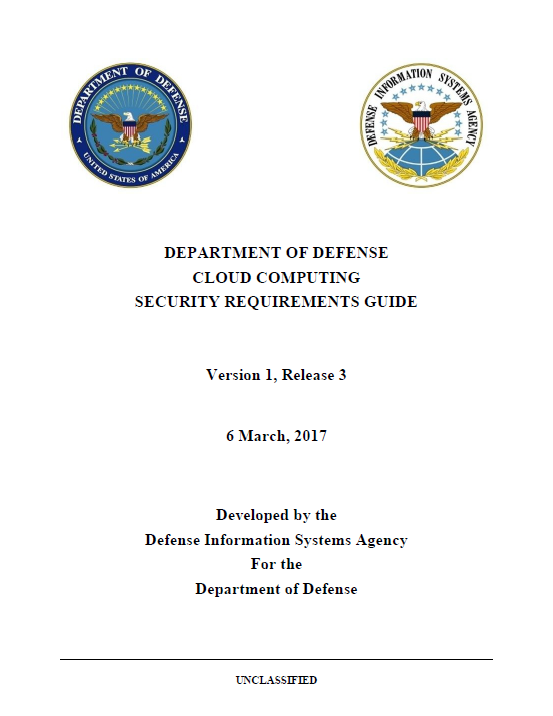 DEPARTMENT OF DEFENSE
UNITED STATES OF AMERICA
DEFENSE INFORMATION SYSTEMS AGENCY
DEPARTMENT OF DEFENSE
CLOUD COMPUTING
SECURITY REQUIREMENTS GUIDE
Version 1, Release 3
6 March, 2017
Developed by the
Defense Information Systems Agency
For the
Department of Defense
UNCLASSIFIED